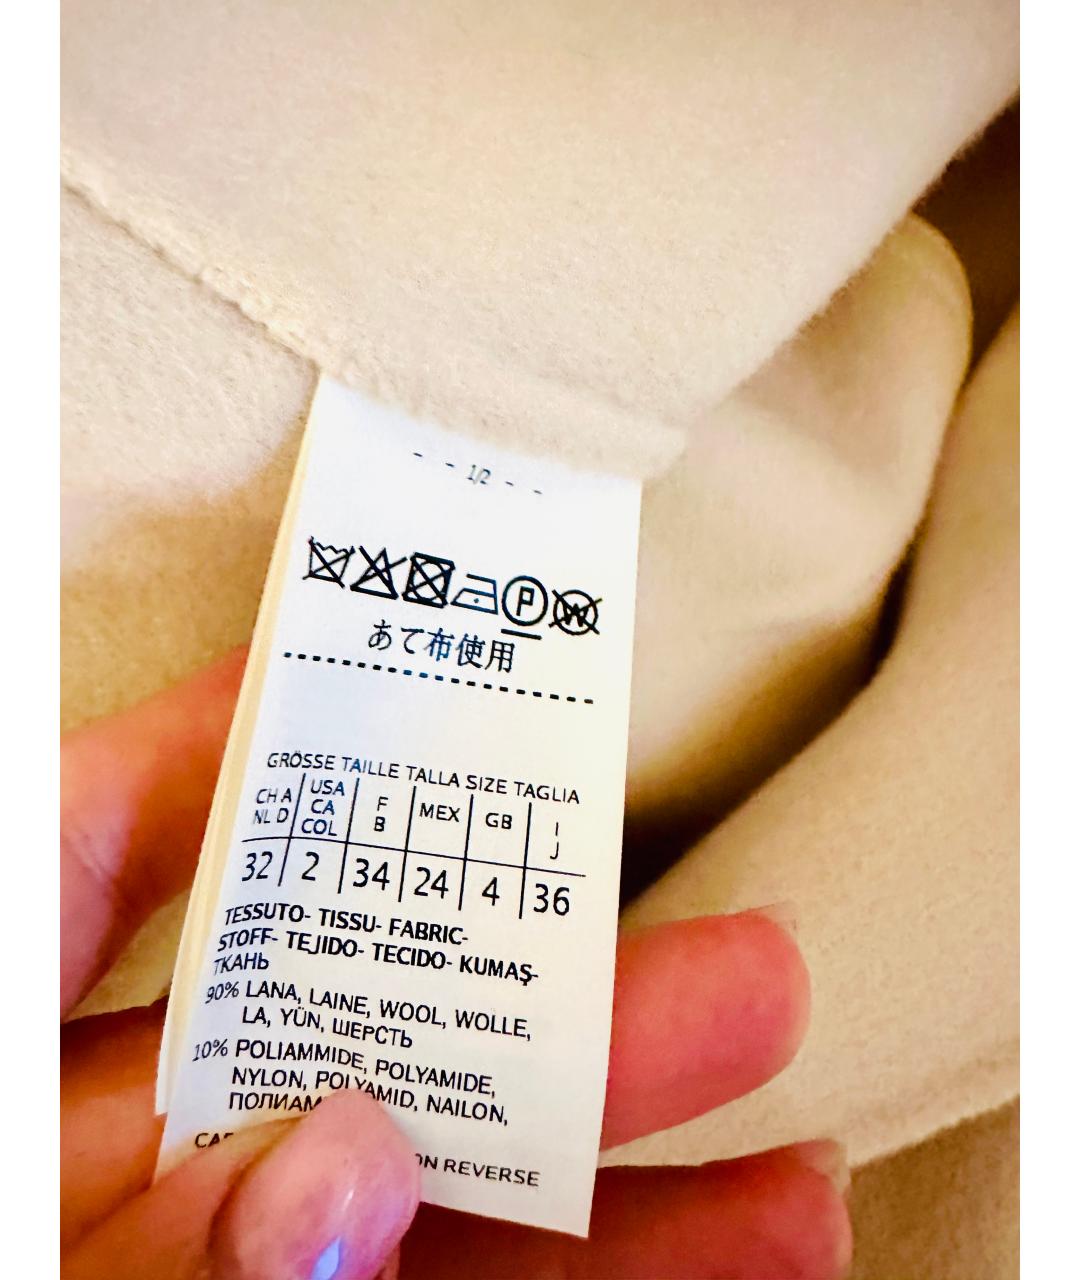 - - 1/2 - -
P W
あて布使用
GRÖSSE TAILLE TALLA SIZE TAGLIA
CH A NL D | USA CA COL | F B | MEX | GB | I J
32 | 2 | 34 | 24 | 4 | 36
TESSUTO- TISSU- FABRIC-
STOFF- TEJIDO- TECIDO- KUMAŞ-
ТКАНЬ
90% LANA, LAINE, WOOL, WOLLE,
LA, YÜN, ШЕРСТЬ
10% POLIAMMIDE, POLYAMIDE,
NYLON, POLYAMID, NAILON,
ON REVERSE